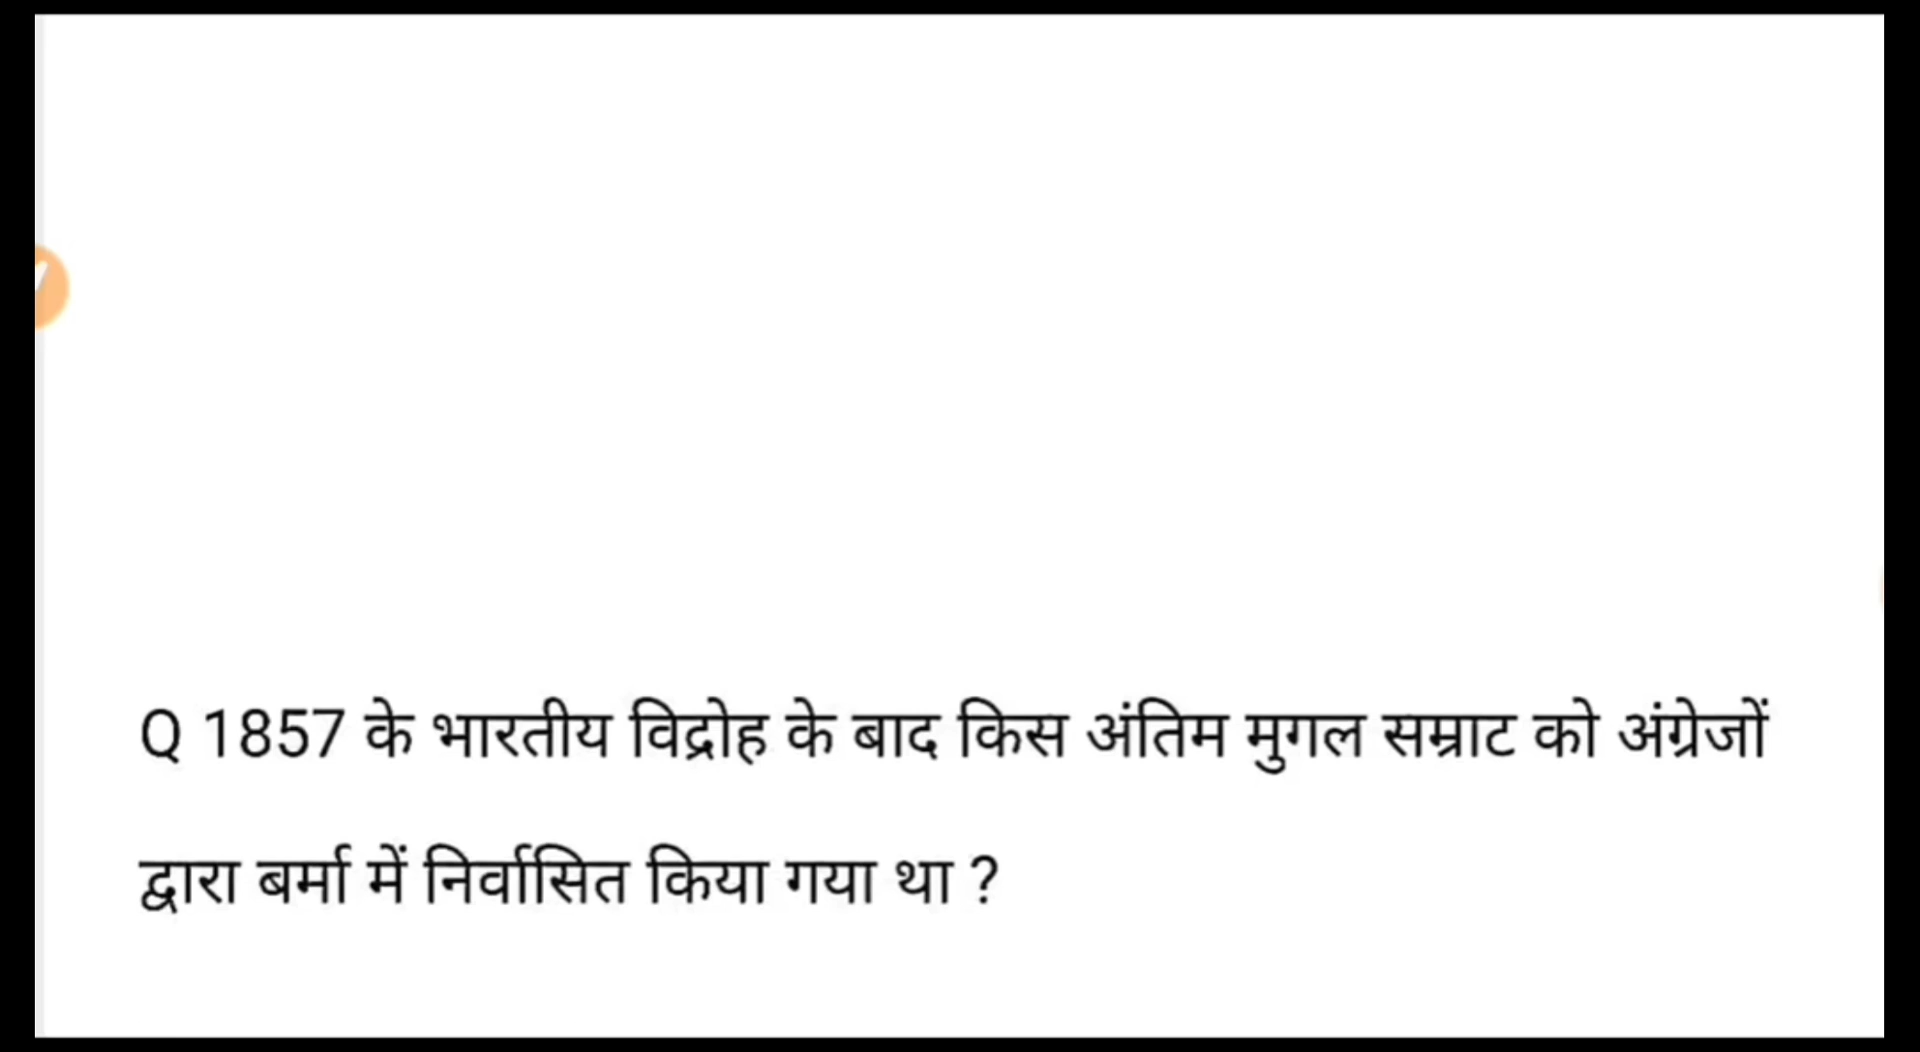 Q 1857 के भारतीय विद्रोह के बाद किस अंतिम मुगल सम्राट को अंग्रेजों
द्वारा बर्मा में निर्वासित किया गया था ?